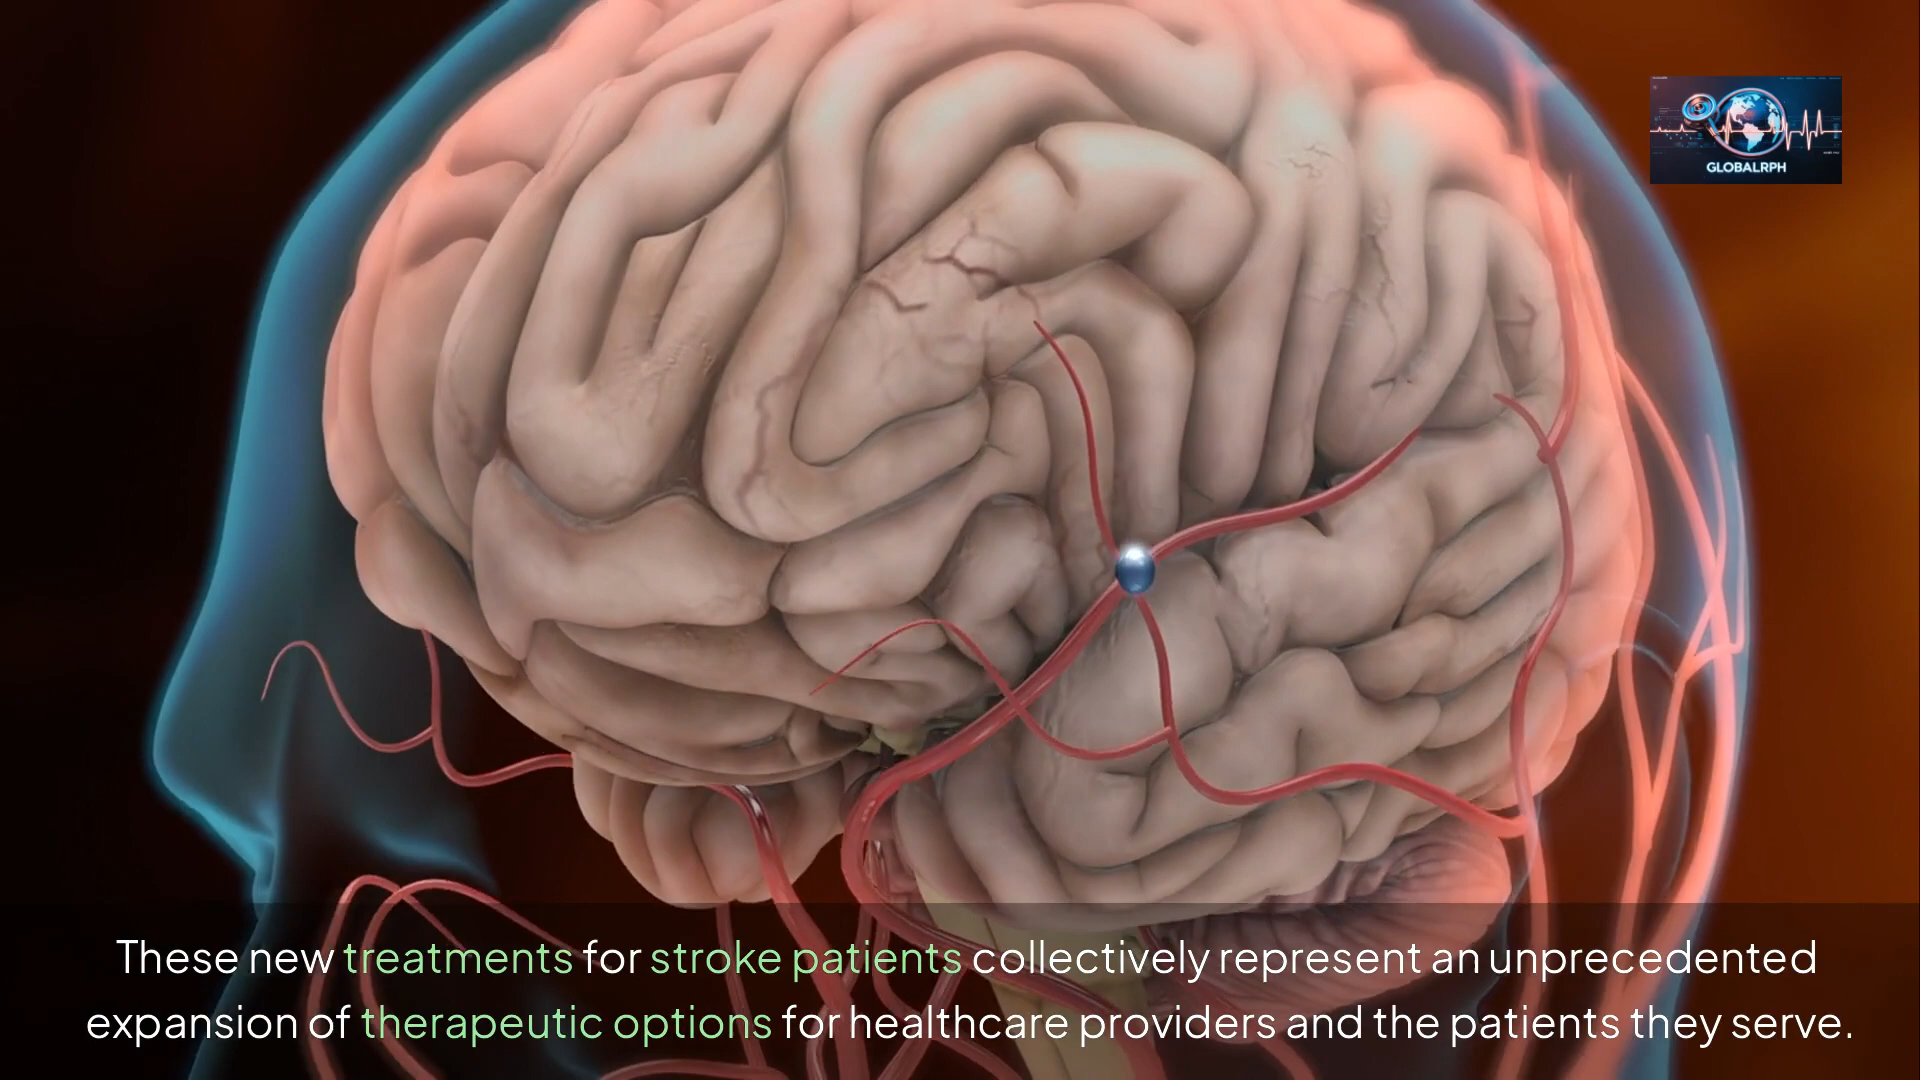 GLOBALRPH
These new treatments for stroke patients collectively represent an unprecedented
expansion of therapeutic options for healthcare providers and the patients they serve.